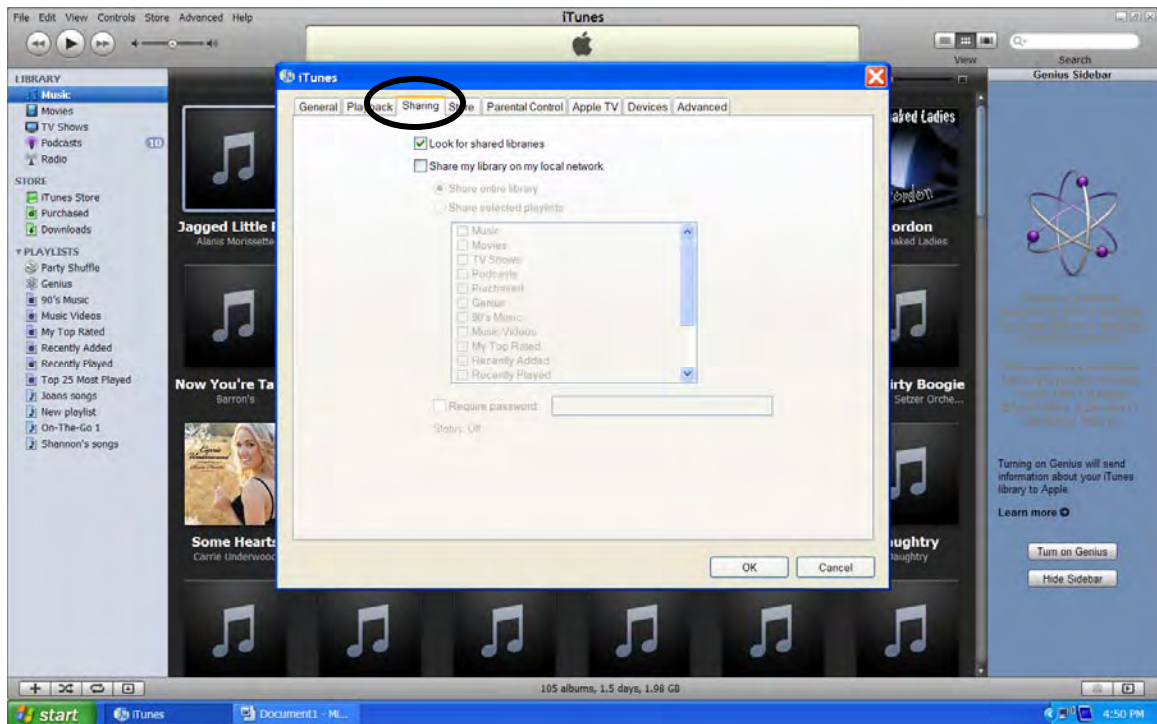 File Edit View Controls Store Advanced Help
iTunes
View
Q-
Search
LIBRARY
Music
Movies
TV Shows
Podcasts 10
Radio
STORE
iTunes Store
Purchased
Downloads
PLAYLISTS
Party Shuffle
Genius
90's Music
Music Videos
My Top Rated
Recently Added
Recently Played
Top 25 Most Played
Joans songs
New playlist
On-The-Go 1
Shannon's songs
Jagged Little
Alanis Morissette
Now You're Ta
Barron's
Some Hearts
Carrie Underwood
iTunes
General Playback Sharing Store Parental Control Apple TV Devices Advanced
Look for shared libraries
Share my library on my local network
Share entire library
Share selected playlists
Music
Movies
TV Shows
Podcasts
Purchased
Genius
90's Music
Music Videos
My Top Rated
Recently Added
Recently Played
Require password:
Status: Off
OK Cancel
aked Ladies
ordon
aked Ladies
irty Boogie
Setzer Orche...
ughtry
Daughtry
Genius Sidebar
Turning on Genius will send
information about your iTunes
library to Apple.
Learn more
Turn on Genius
Hide Sidebar
105 albums, 1.5 days, 1.98 GB
start
iTunes
Document1 - Mi...
4:50 PM